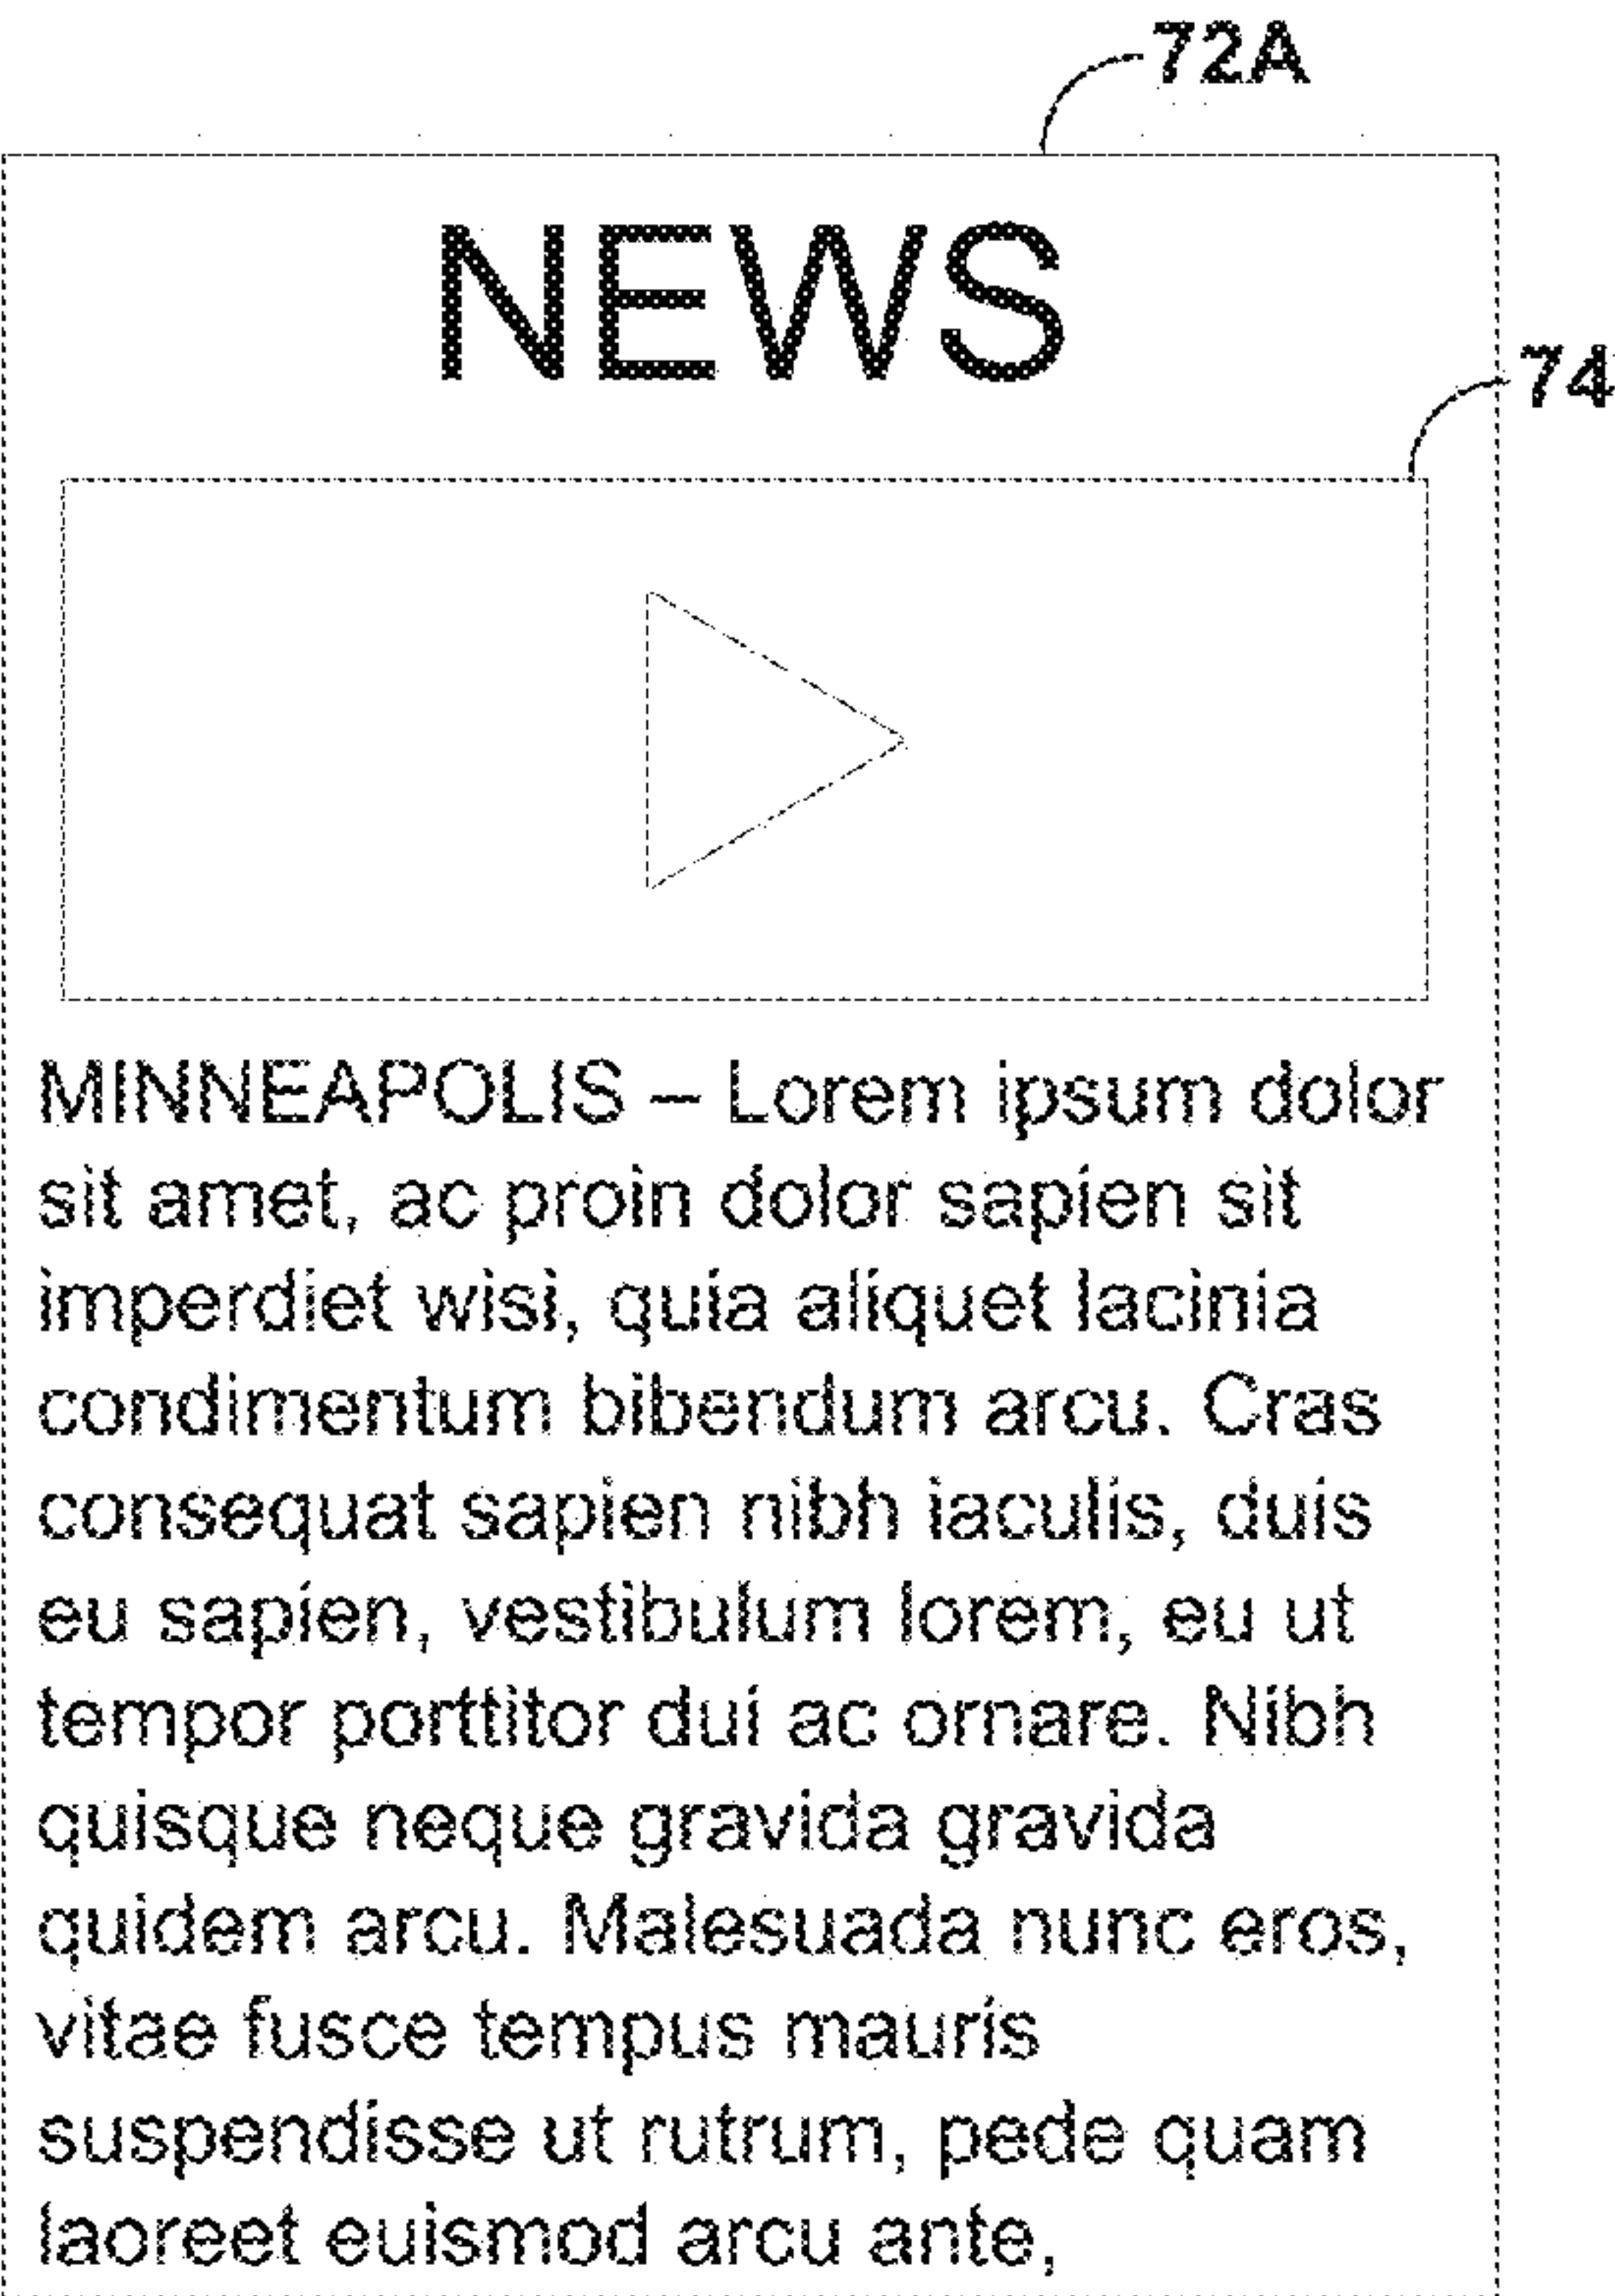 72A
NEWS
74
MINNEAPOLIS – Lorem ipsum dolor
sit amet, ac proin dolor sapien sit
imperdiet wisi, quia aliquet lacinia
condimentum bibendum arcu. Cras
consequat sapien nibh iaculis, duis
eu sapien, vestibulum lorem, eu ut
tempor porttitor dui ac ornare. Nibh
quisque neque gravida gravida
quidem arcu. Malesuada nunc eros,
vitae fusce tempus mauris
suspendisse ut rutrum, pede quam
laoreet euismod arcu ante,